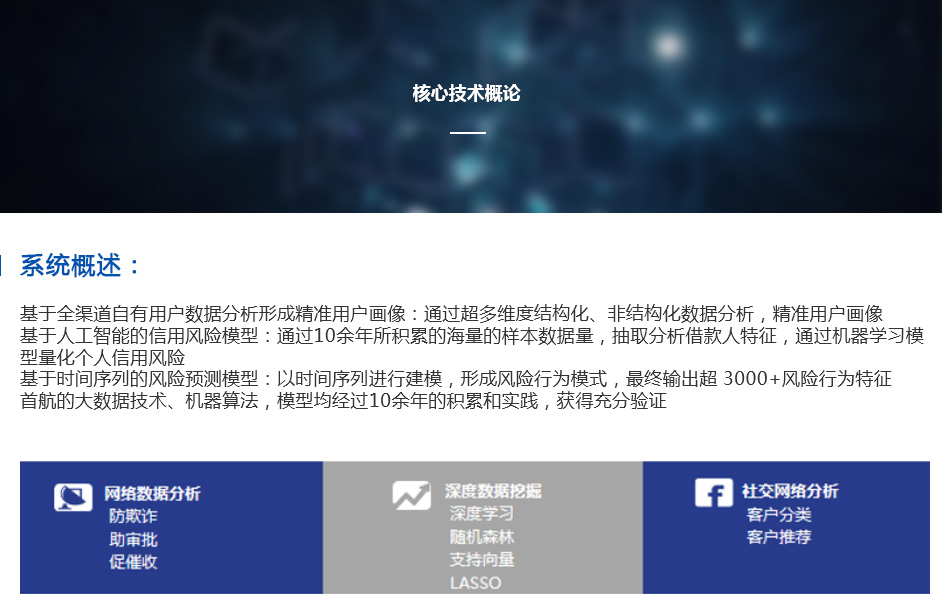 核心技术概论
系统概述：
基于全渠道自有用户数据分析形成精准用户画像：通过超多维度结构化、非结构化数据分析，精准用户画像
基于人工智能的信用风险模型：通过10余年所积累的海量的样本数据量，抽取分析借款人特征，通过机器学习模
型量化个人信用风险
基于时间序列的风险预测模型：以时间序列进行建模，形成风险行为模式，最终输出超 3000+风险行为特征
首航的大数据技术、机器算法，模型均经过10余年的积累和实践，获得充分验证
网络数据分析
防欺诈
助审批
促催收
深度数据挖掘
深度学习
随机森林
支持向量
LASSO
社交网络分析
客户分类
客户推荐